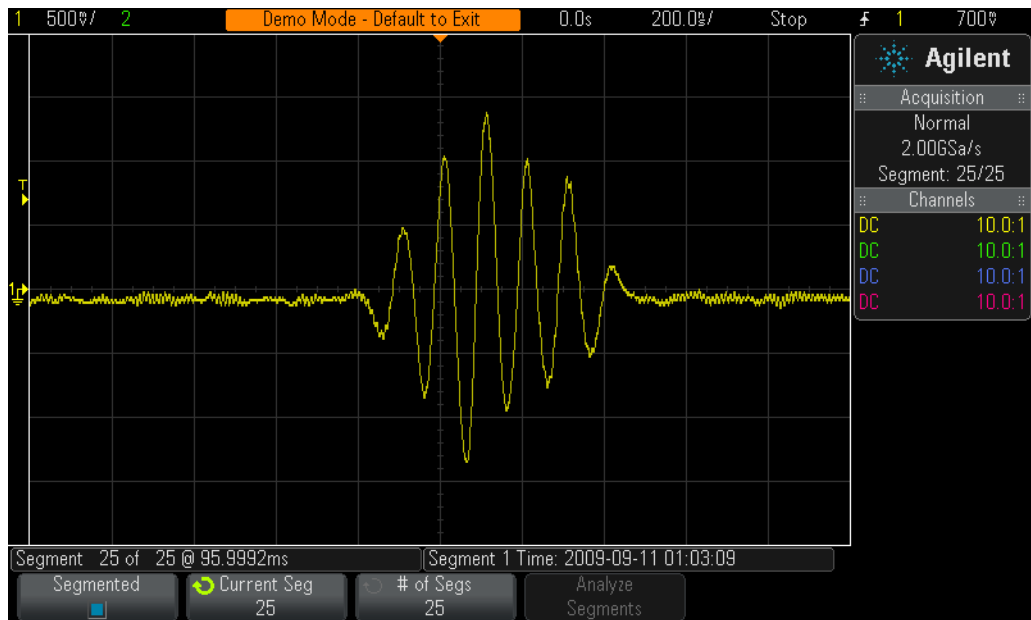 1 500mV/ 2 Demo Mode - Default to Exit 0.0s 200.0ns/ Stop 1 700mV
Agilent
Acquisition
Normal
2.00GSa/s
Segment: 25/25
Channels
DC 10.0:1
DC 10.0:1
DC 10.0:1
DC 10.0:1
T
1
Segment 25 of 25 @ 95.9992ms Segment 1 Time: 2009-09-11 01:03:09
Segmented Current Seg # of Segs Analyze
25 25 Segments